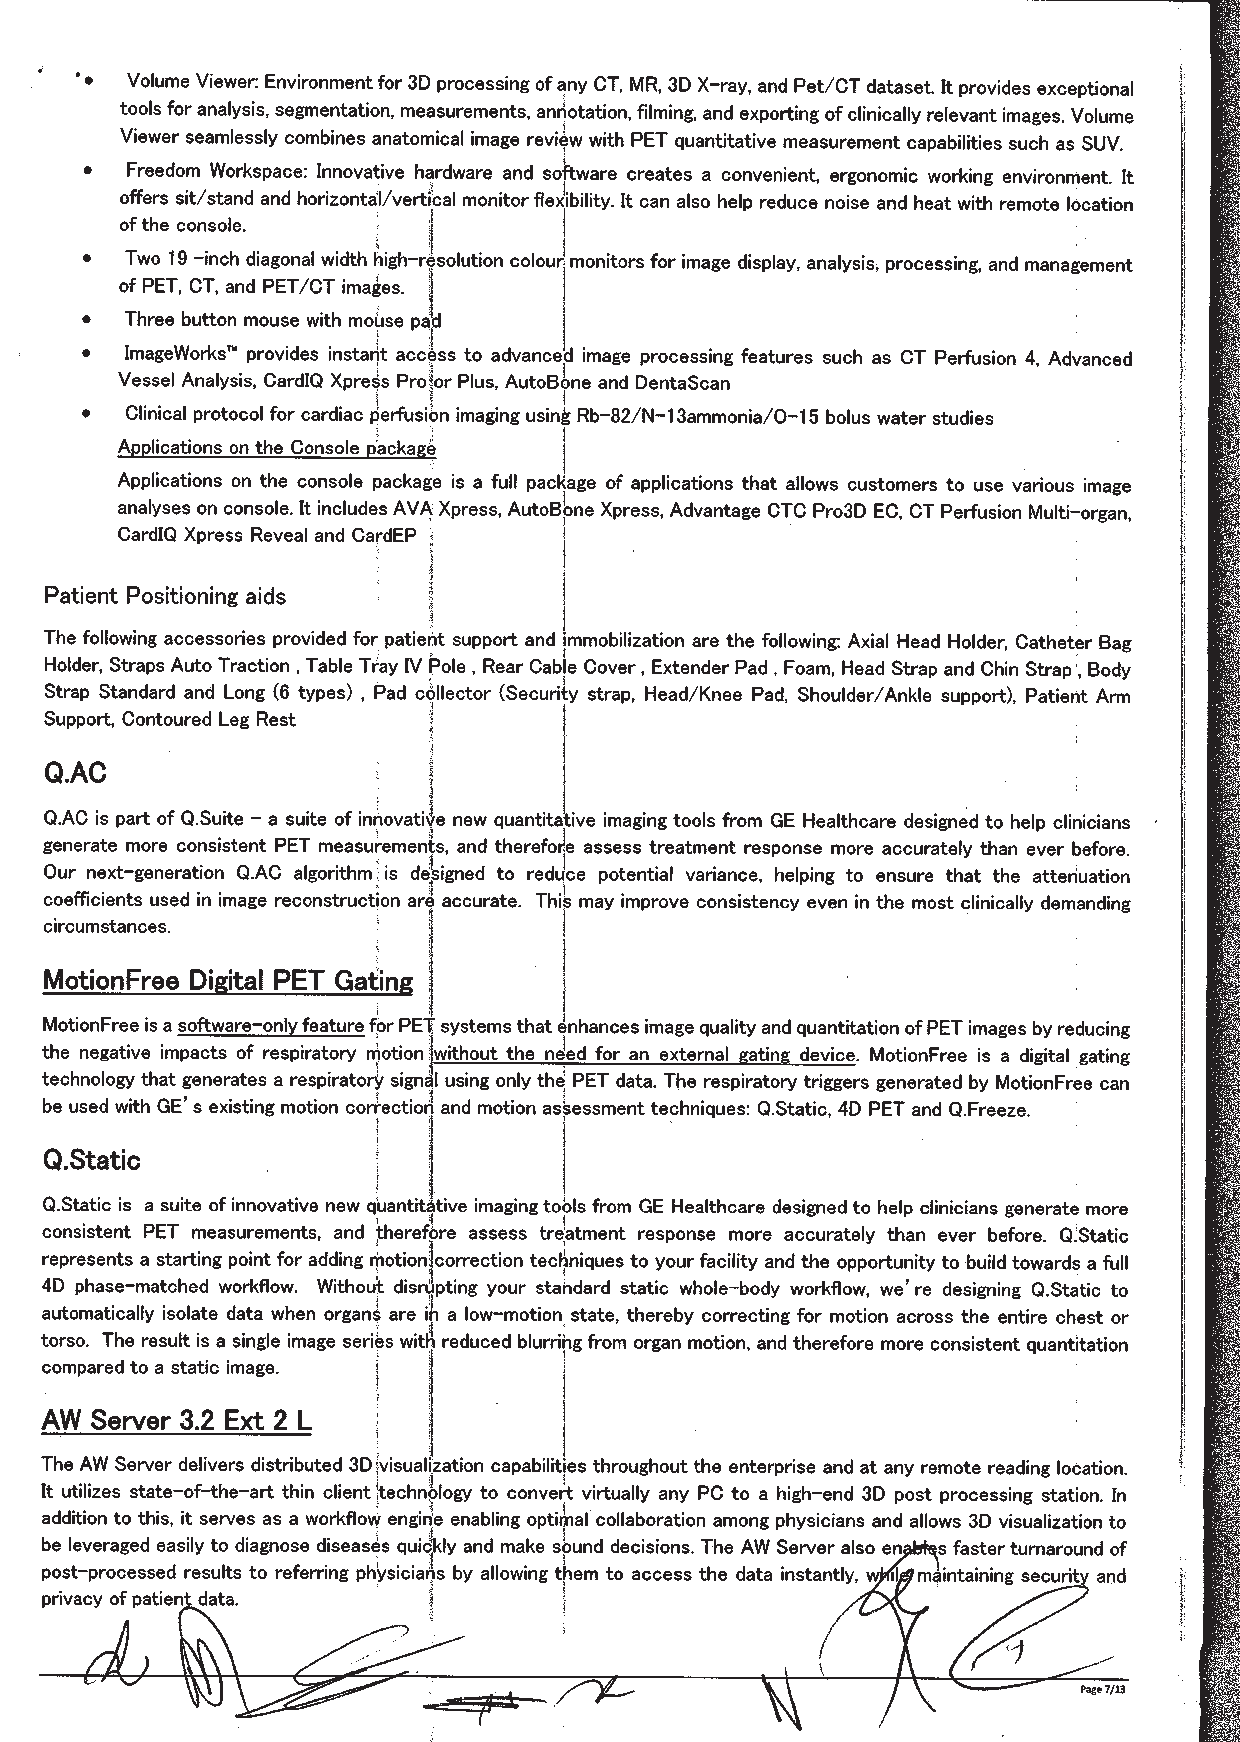 • Volume Viewer: Environment for 3D processing of any CT, MR, 3D X-ray, and Pet/CT dataset. It provides exceptional
tools for analysis, segmentation, measurements, annotation, filming, and exporting of clinically relevant images. Volume
Viewer seamlessly combines anatomical image review with PET quantitative measurement capabilities such as SUV.
• Freedom Workspace: Innovative hardware and software creates a convenient, ergonomic working environment. It
offers sit/stand and horizontal/vertical monitor flexibility. It can also help reduce noise and heat with remote location
of the console.
• Two 19 -inch diagonal width high-resolution colour monitors for image display, analysis, processing, and management
of PET, CT, and PET/CT images.
• Three button mouse with mouse pad
• ImageWorks™ provides instant access to advanced image processing features such as CT Perfusion 4, Advanced
Vessel Analysis, CardIQ Xpress Pro for Plus, AutoBone and DentaScan
• Clinical protocol for cardiac perfusion imaging using Rb-82/N-13ammonia/O-15 bolus water studies
Applications on the Console package
Applications on the console package is a full package of applications that allows customers to use various image
analyses on console. It includes AVA Xpress, AutoBone Xpress, Advantage CTC Pro3D EC, CT Perfusion Multi-organ,
CardIQ Xpress Reveal and CardEP
Patient Positioning aids
The following accessories provided for patient support and immobilization are the following: Axial Head Holder, Catheter Bag
Holder, Straps Auto Traction , Table Tray IV Pole , Rear Cable Cover , Extender Pad , Foam, Head Strap and Chin Strap , Body
Strap Standard and Long (6 types) , Pad collector (Security strap, Head/Knee Pad, Shoulder/Ankle support), Patient Arm
Support, Contoured Leg Rest
Q.AC
Q.AC is part of Q.Suite - a suite of innovative new quantitative imaging tools from GE Healthcare designed to help clinicians
generate more consistent PET measurements, and therefore assess treatment response more accurately than ever before.
Our next-generation Q.AC algorithm is designed to reduce potential variance, helping to ensure that the attenuation
coefficients used in image reconstruction are accurate. This may improve consistency even in the most clinically demanding
circumstances.
MotionFree Digital PET Gating
MotionFree is a software-only feature for PET systems that enhances image quality and quantitation of PET images by reducing
the negative impacts of respiratory motion without the need for an external gating device. MotionFree is a digital gating
technology that generates a respiratory signal using only the PET data. The respiratory triggers generated by MotionFree can
be used with GE's existing motion correction and motion assessment techniques: Q.Static, 4D PET and Q.Freeze.
Q.Static
Q.Static is a suite of innovative new quantitative imaging tools from GE Healthcare designed to help clinicians generate more
consistent PET measurements, and therefore assess treatment response more accurately than ever before. Q.Static
represents a starting point for adding motion correction techniques to your facility and the opportunity to build towards a full
4D phase-matched workflow. Without disrupting your standard static whole-body workflow, we're designing Q.Static to
automatically isolate data when organs are in a low-motion state, thereby correcting for motion across the entire chest or
torso. The result is a single image series with reduced blurring from organ motion, and therefore more consistent quantitation
compared to a static image.
AW Server 3.2 Ext 2 L
The AW Server delivers distributed 3D visualization capabilities throughout the enterprise and at any remote reading location.
It utilizes state-of-the-art thin client technology to convert virtually any PC to a high-end 3D post processing station. In
addition to this, it serves as a workflow engine enabling optimal collaboration among physicians and allows 3D visualization to
be leveraged easily to diagnose diseases quickly and make sound decisions. The AW Server also enables faster turnaround of
post-processed results to referring physicians by allowing them to access the data instantly, while maintaining security and
privacy of patient data.
Page 7/13